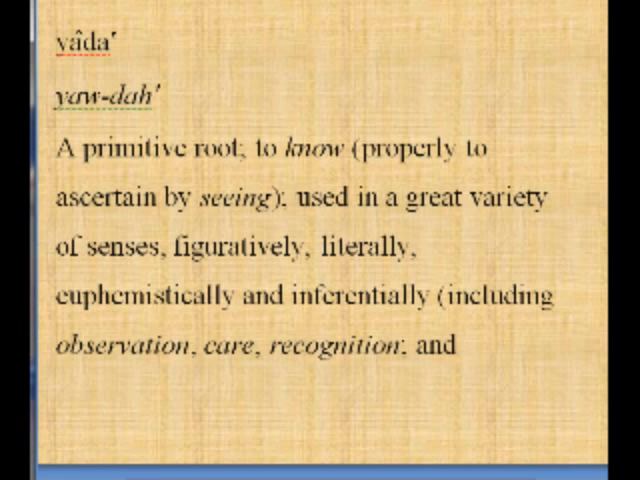 yâda‛
yaw-dah'
A primitive root; to know (properly to
ascertain by seeing); used in a great variety
of senses, figuratively, literally,
euphemistically and inferentially (including
observation, care, recognition; and